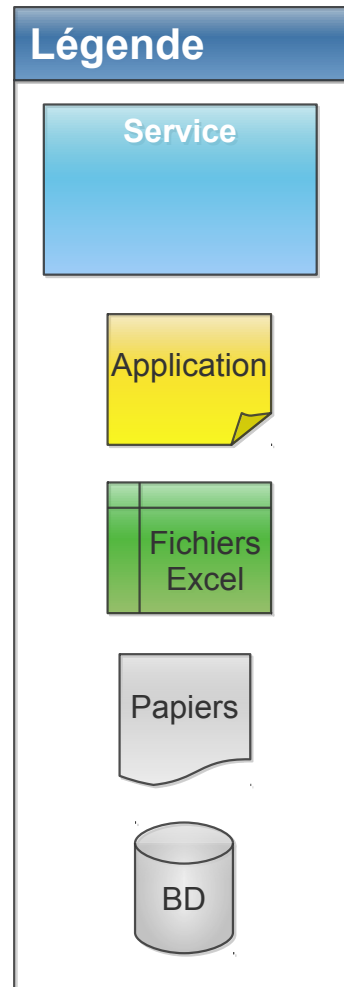 Légende
Service
Application
Fichiers
Excel
Papiers
BD